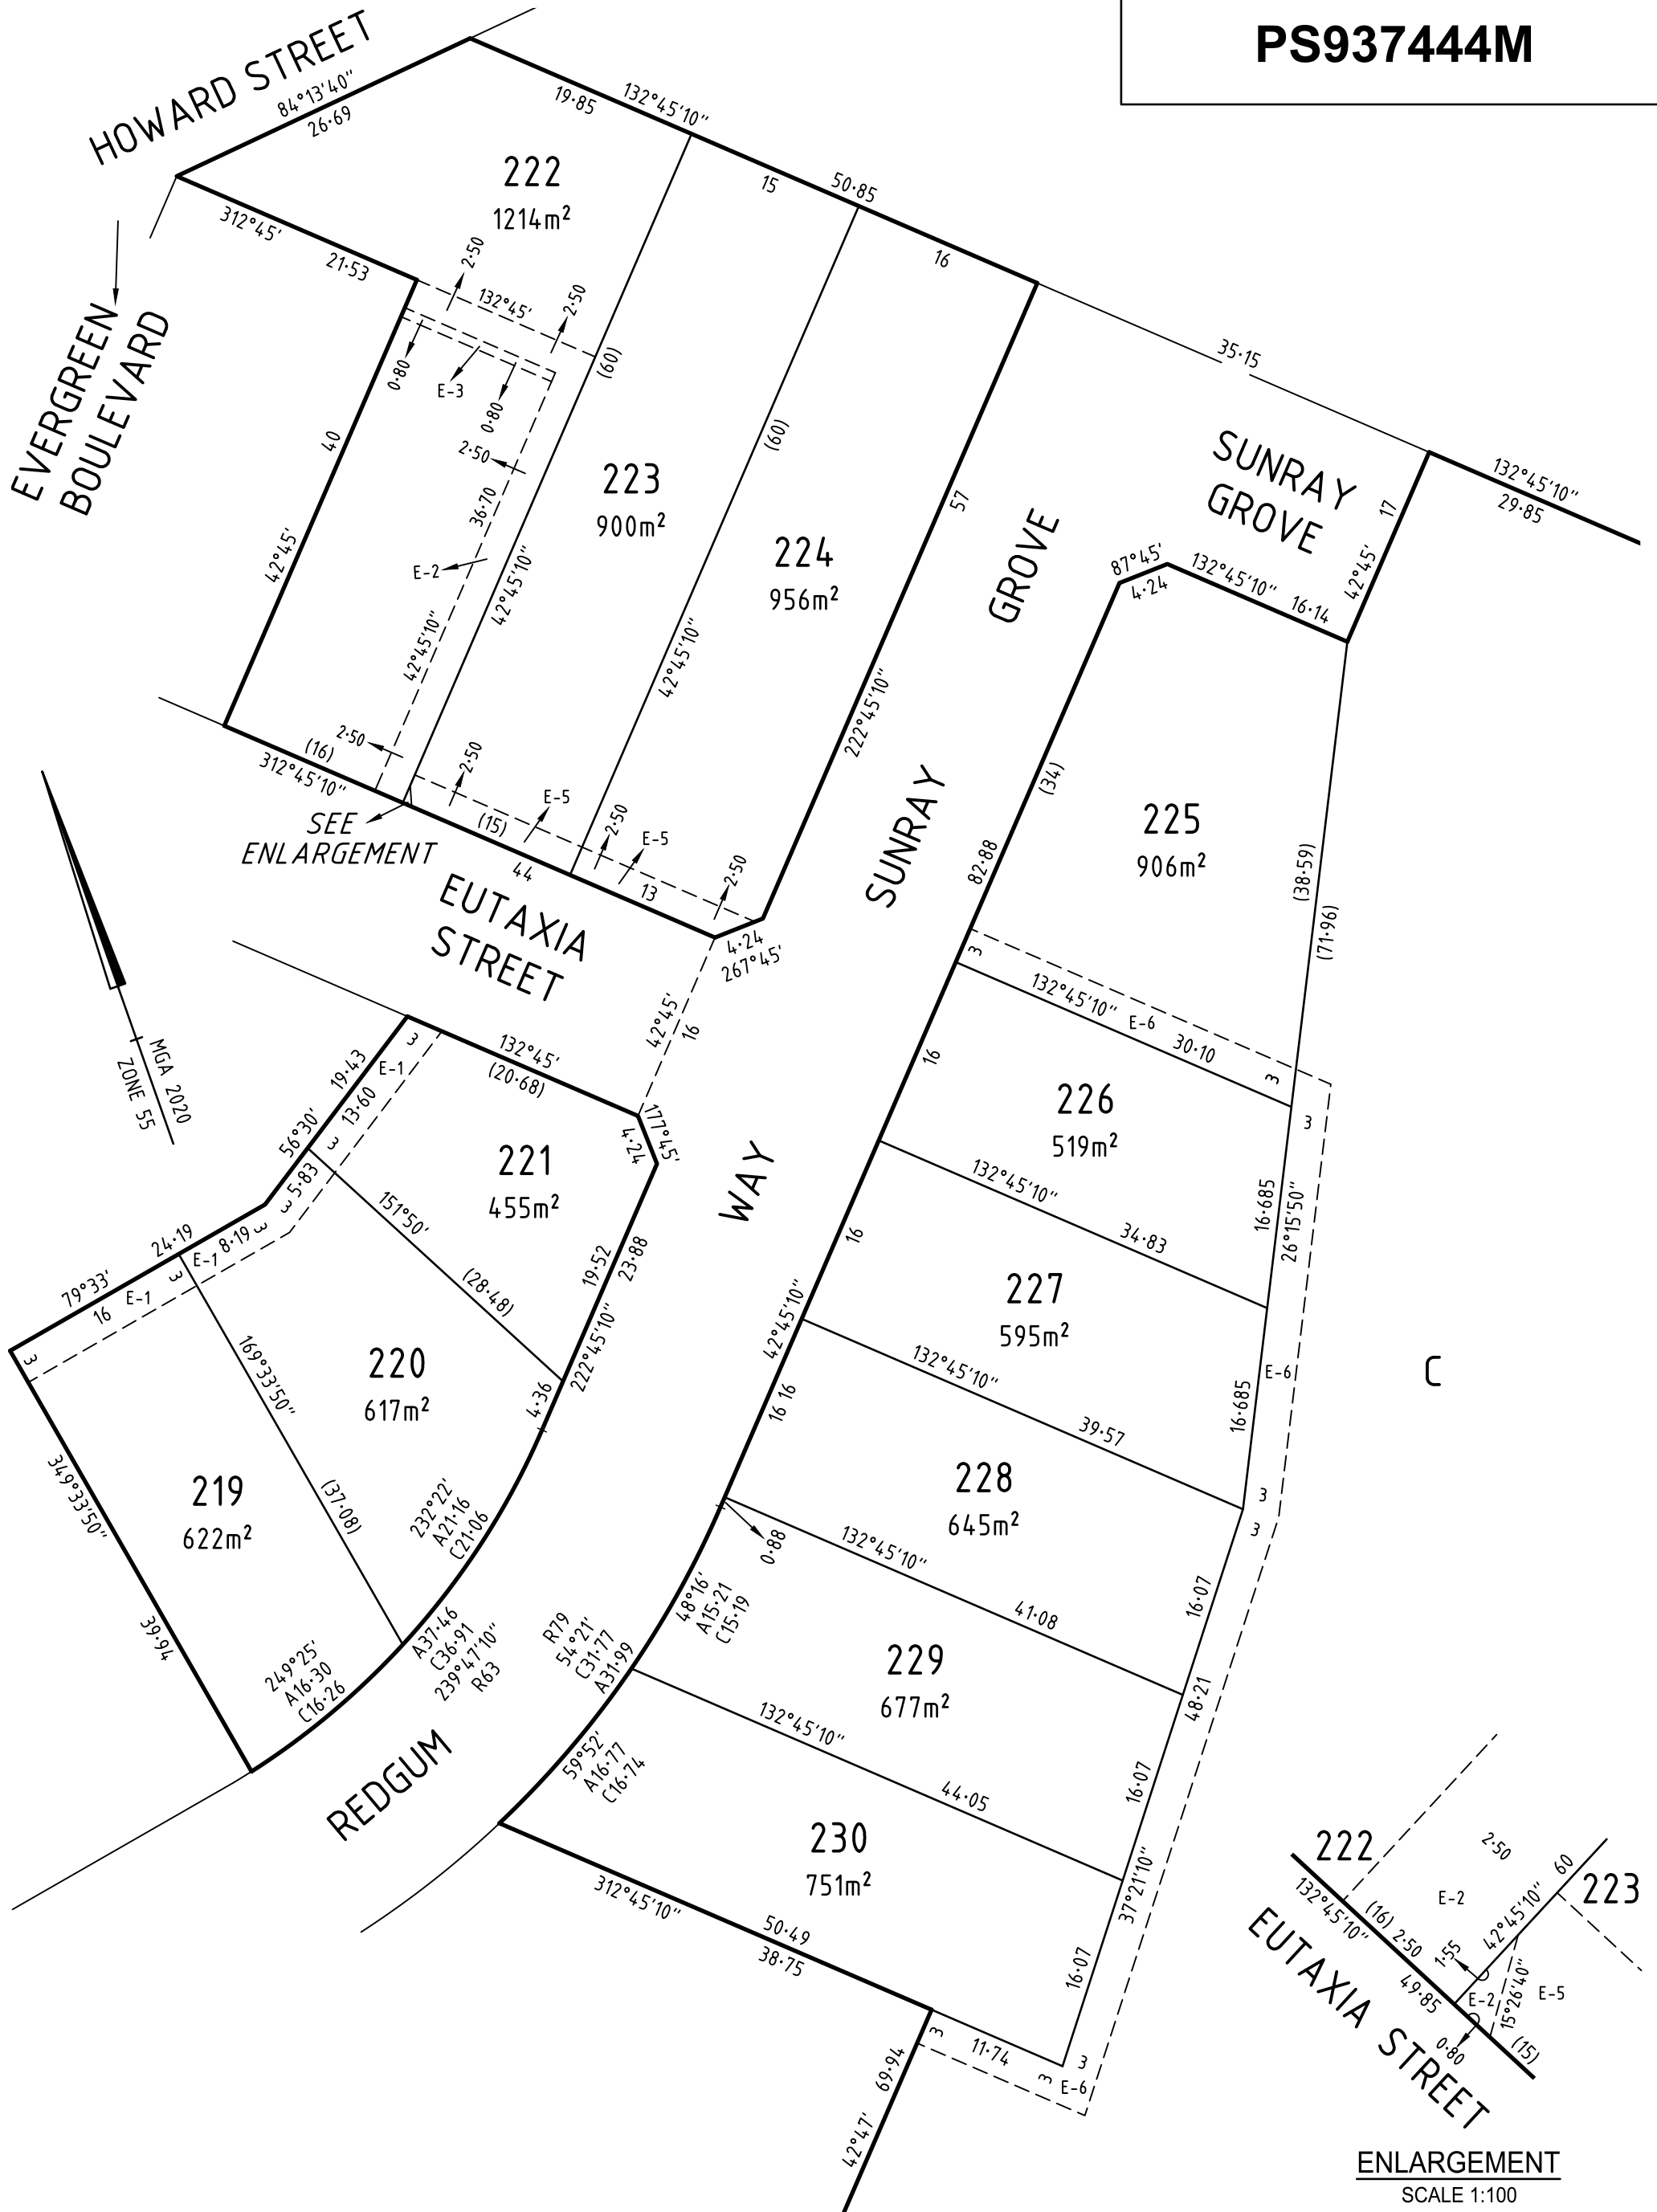 PS937444M
HOWARD STREET
84°13'40"
26·69
19·85
132°45'10"
222
1214m²
15
50·85
16
312°45'
21·53
2·50
132°45'
2·50
EVERGREEN
BOULEVARD
0·80
E-3
0·80
2·50
(60)
(60)
40
42°45'
36·70
E-2
42°45'10"
42°45'10"
223
900m²
42°45'10"
224
956m²
57
222°45'10"
35·15
SUNRAY
GROVE
132°45'10"
29·85
17
42°45'
87°45'
4·24
132°45'10"
16·14
SUNRAY GROVE
(34)
82·88
225
906m²
(38·59)
(71·96)
2·50
(16)
312°45'10"
SEE
ENLARGEMENT
2·50
(15)
E-5
44
2·50
E-5
13
2·50
4·24
267°45'
EUTAXIA
STREET
42°45'
16
MGA 2020
ZONE 55
3
132°45'10"
E-6
30·10
3
3
16
226
519m²
132°45'10"
34·83
16·685
26°15'50"
19·43
3
E-1
13·60
3
56°30'
132°45'
(20·68)
177°45'
4·24
221
455m²
5·83
3
3
8·19
24·19
E-1
151°50'
(28·48)
19·52
23·88
222°45'10"
4·36
WAY
16
227
595m²
132°45'10"
39·57
16·685
E-6
C
79°33'
3
E-1
16
3
169°33'50"
(37·08)
220
617m²
42°45'10"
16
16
228
645m²
3
3
349°33'50"
39·94
219
622m²
232°22'
A21·16
C21·06
0·88
132°45'10"
41·08
16·07
249°25'
A16·30
C16·26
A37·46
C36·91
239°47'10"
R63
R79
54°21'
C31·77
A31·99
48°16'
A15·21
C15·19
229
677m²
48·21
132°45'10"
44·05
16·07
REDGUM
59°52'
A16·77
C16·74
230
751m²
37°21'10"
312°45'10"
50·49
38·75
16·07
3
11·74
3
3
E-6
69·94
42°47'
222
2·50
60
223
E-2
132°45'10"
(16)
2·50
42°45'10"
1·55
49·85
E-2
15°26'40"
E-5
0·80
(15)
EUTAXIA STREET
ENLARGEMENT
SCALE 1:100